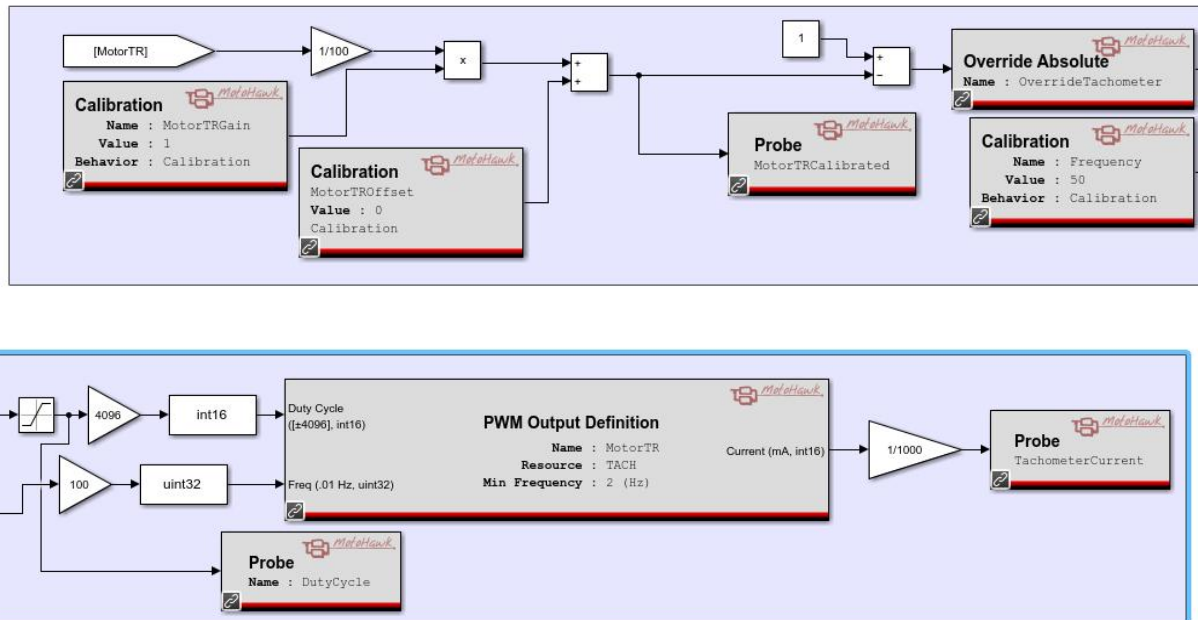 [MotorTR]
1/100
x
+
+
1
+
−
MotoHawk
Override Absolute
Name : OverrideTachometer
MotoHawk
Calibration
Name : MotorTRGain
Value : 1
Behavior : Calibration
MotoHawk
Calibration
MotorTROffset
Value : 0
Calibration
MotoHawk
Probe
MotorTRCalibrated
MotoHawk
Calibration
Name : Frequency
Value : 50
Behavior : Calibration
4096
int16
100
uint32
MotoHawk
Duty Cycle
([±4096], int16)
Freq (.01 Hz, uint32)
PWM Output Definition
Name : MotorTR
Resource : TACH
Min Frequency : 2 (Hz)
Current (mA, int16)
1/1000
MotoHawk
Probe
TachometerCurrent
MotoHawk
Probe
Name : DutyCycle